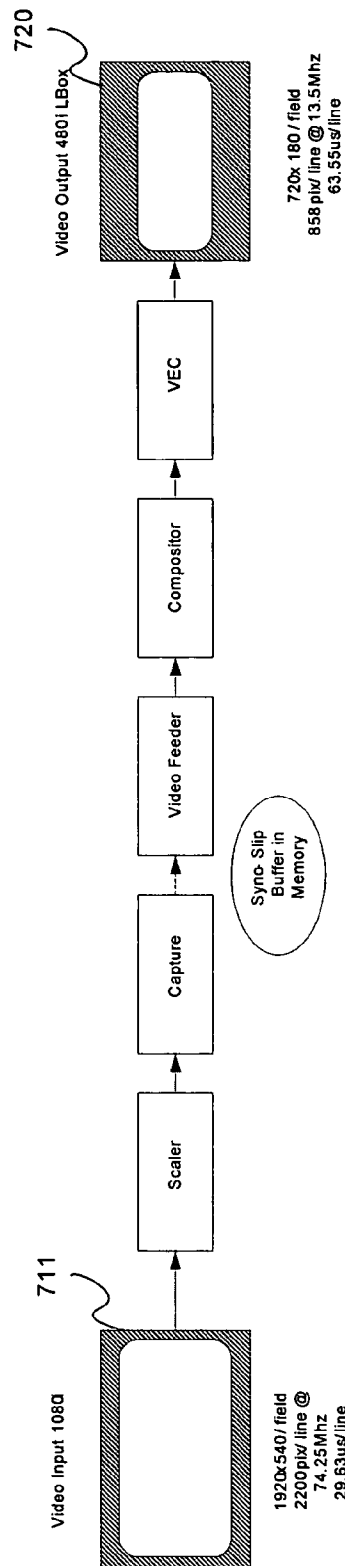 711
Video Input 1080i
1920x540/ field
2200pix/ line @
74.25Mhz
29.63us/line
Scaler
Capture
Sync- Slip
Buffer in
Memory
Video Feeder
Compositor
VEC
720
Video Output 480i LBox
720x 180 / field
858 pix/ line @ 13.5Mhz
63.55us/line